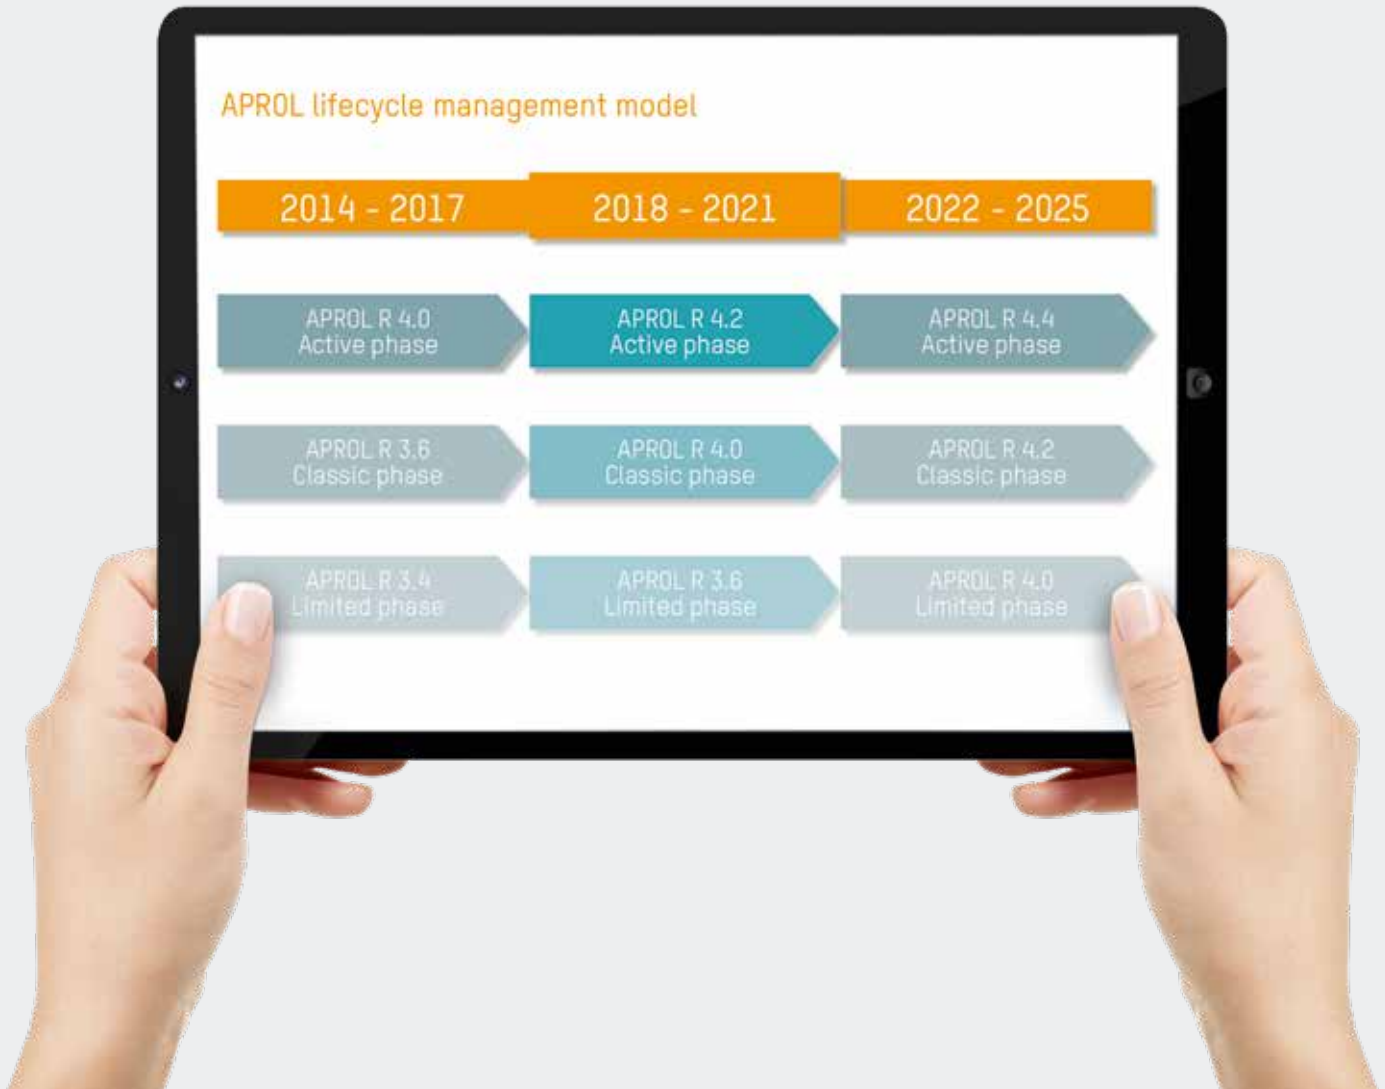 APROL lifecycle management model
2014 - 2017
2018 - 2021
2022 - 2025
APROL R 4.0
Active phase
APROL R 4.2
Active phase
APROL R 4.4
Active phase
APROL R 3.6
Classic phase
APROL R 4.0
Classic phase
APROL R 4.2
Classic phase
APROL R 3.4
Limited phase
APROL R 3.6
Limited phase
APROL R 4.0
Limited phase